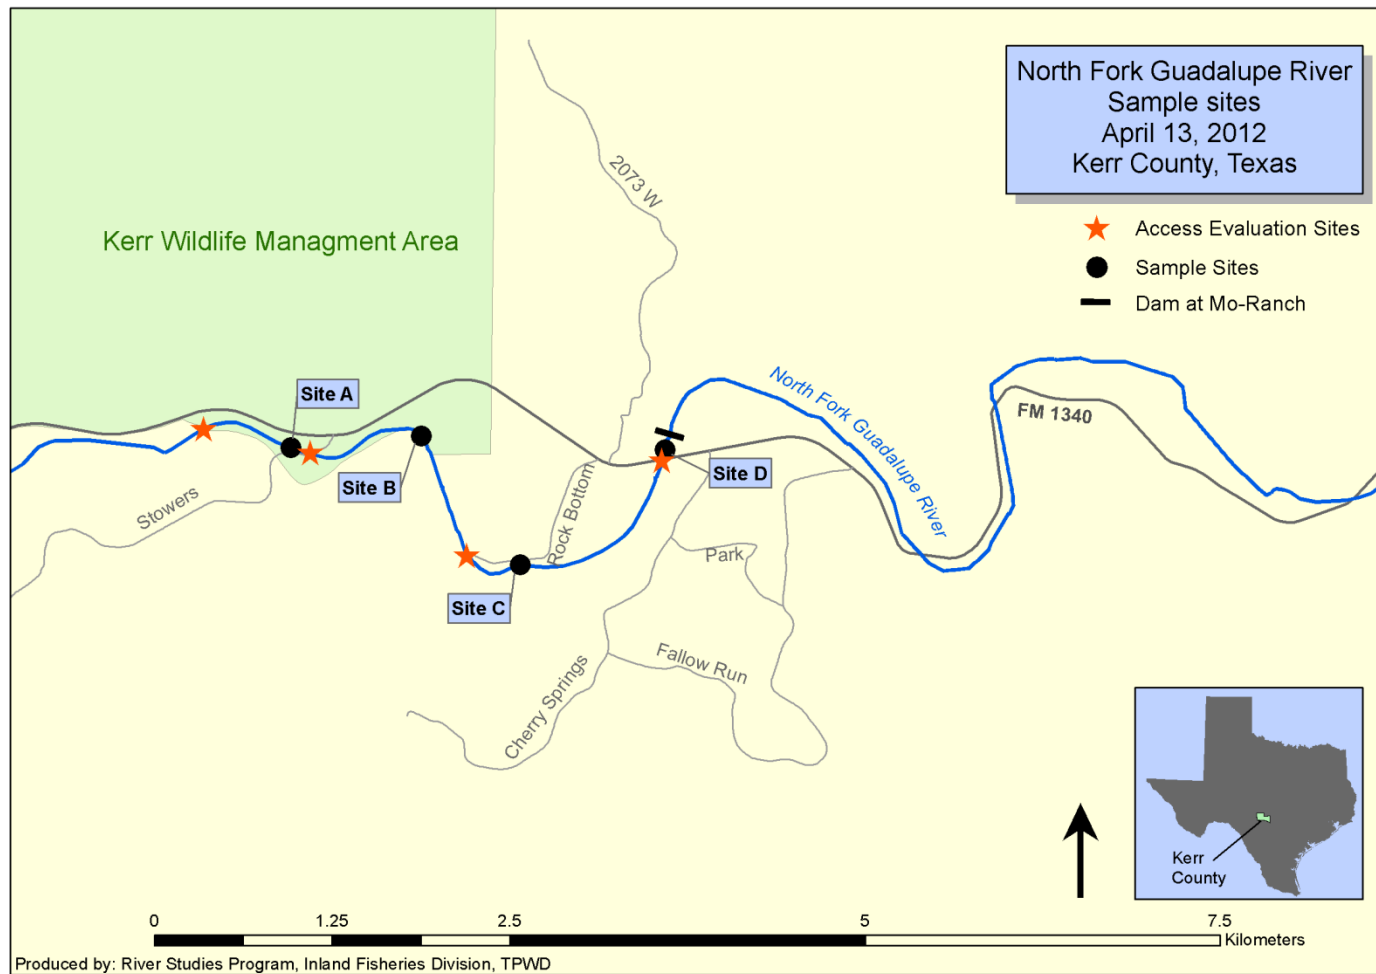 North Fork Guadalupe River
Sample sites
April 13, 2012
Kerr County, Texas
Access Evaluation Sites
Sample Sites
Dam at Mo-Ranch
2073 W
Kerr Wildlife Managment Area
Site A
North Fork Guadalupe River
FM 1340
Site B
Site D
Stowers
Rock Bottom
Park
Site C
Fallow Run
Cherry Springs
Kerr
County
0 1.25 2.5 5 7.5
Kilometers
Produced by: River Studies Program, Inland Fisheries Division, TPWD